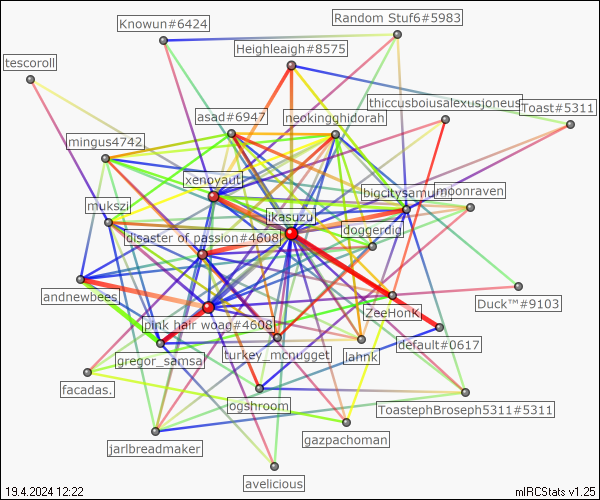 Knowun#6424
Random Stuf6#5983
Heighleaigh#8575
tescoroll
thiccusboiusalexusjoneus
Toast#5311
asad#6947
neokingghidorah
mingus4742
xenoyaut
bigcitysamurai
moonraven
mukszi
ikasuzu
doggerdig
disaster of passion#4608
andnewbees
Duck™#9103
ZeeHonK
pink hair woag#4608
default#0617
gregor_samsa
turkey_mcnugget
lahnk
facadas.
ogshroom
ToastephBroseph5311#5311
gazpachoman
jarlbreadmaker
avelicious
19.4.2024 12:22
mIRCStats v1.25